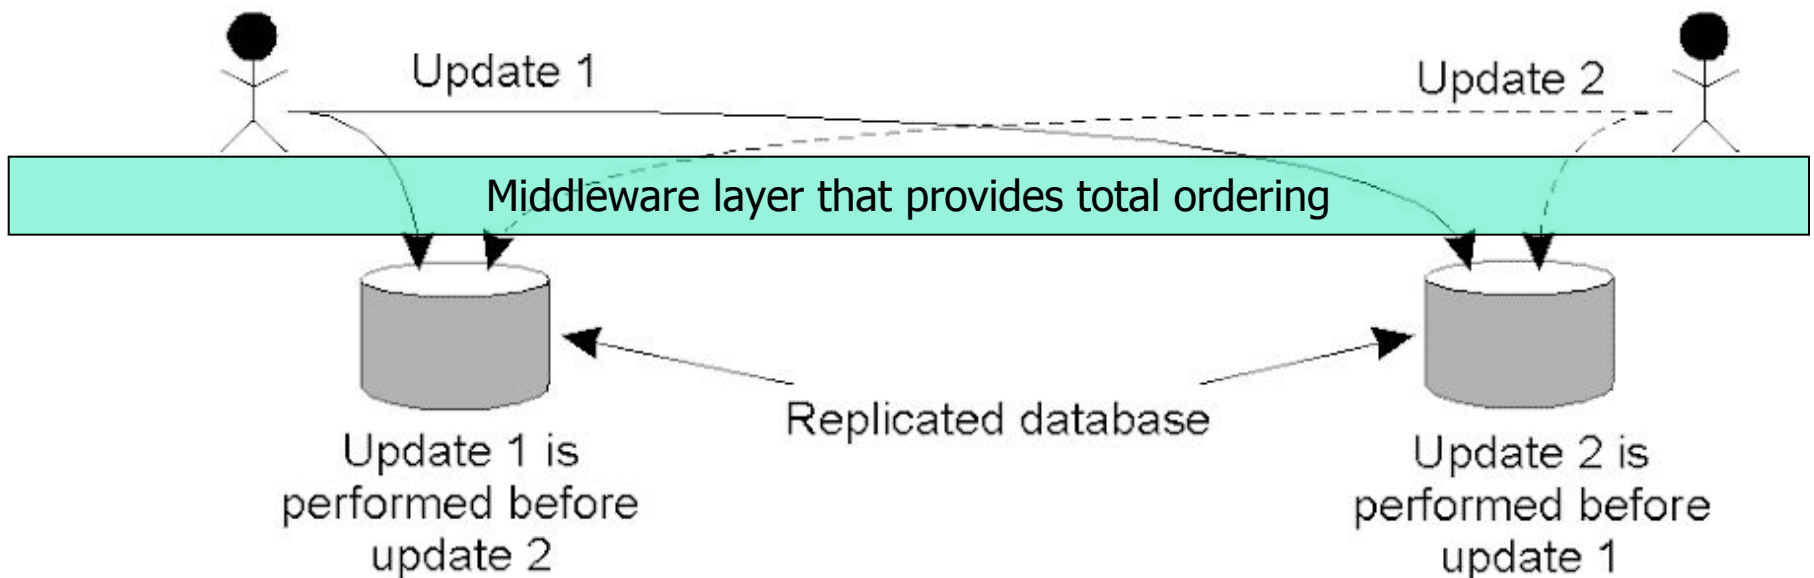 Update 1
Update 2
Middleware layer that provides total ordering
Replicated database
Update 1 is
performed before
update 2
Update 2 is
performed before
update 1